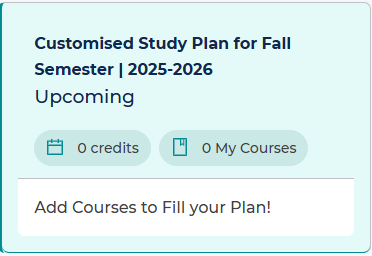 Customised Study Plan for Fall
Semester | 2025-2026
Upcoming
0 credits
0 My Courses
Add Courses to Fill your Plan!